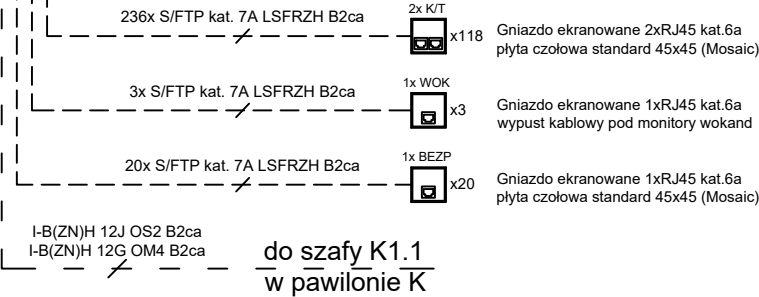 2x K/T
236x S/FTP kat. 7A LSFRZH B2ca
x118
Gniazdo ekranowane 2xRJ45 kat.6a
płyta czołowa standard 45x45 (Mosaic)
1x WOK
3x S/FTP kat. 7A LSFRZH B2ca
x3
Gniazdo ekranowane 1xRJ45 kat.6a
wypust kablowy pod monitory wokand
1x BEZP
20x S/FTP kat. 7A LSFRZH B2ca
x20
Gniazdo ekranowane 1xRJ45 kat.6a
płyta czołowa standard 45x45 (Mosaic)
I-B(ZN)H 12J OS2 B2ca
I-B(ZN)H 12G OM4 B2ca
do szafy K1.1
w pawilonie K